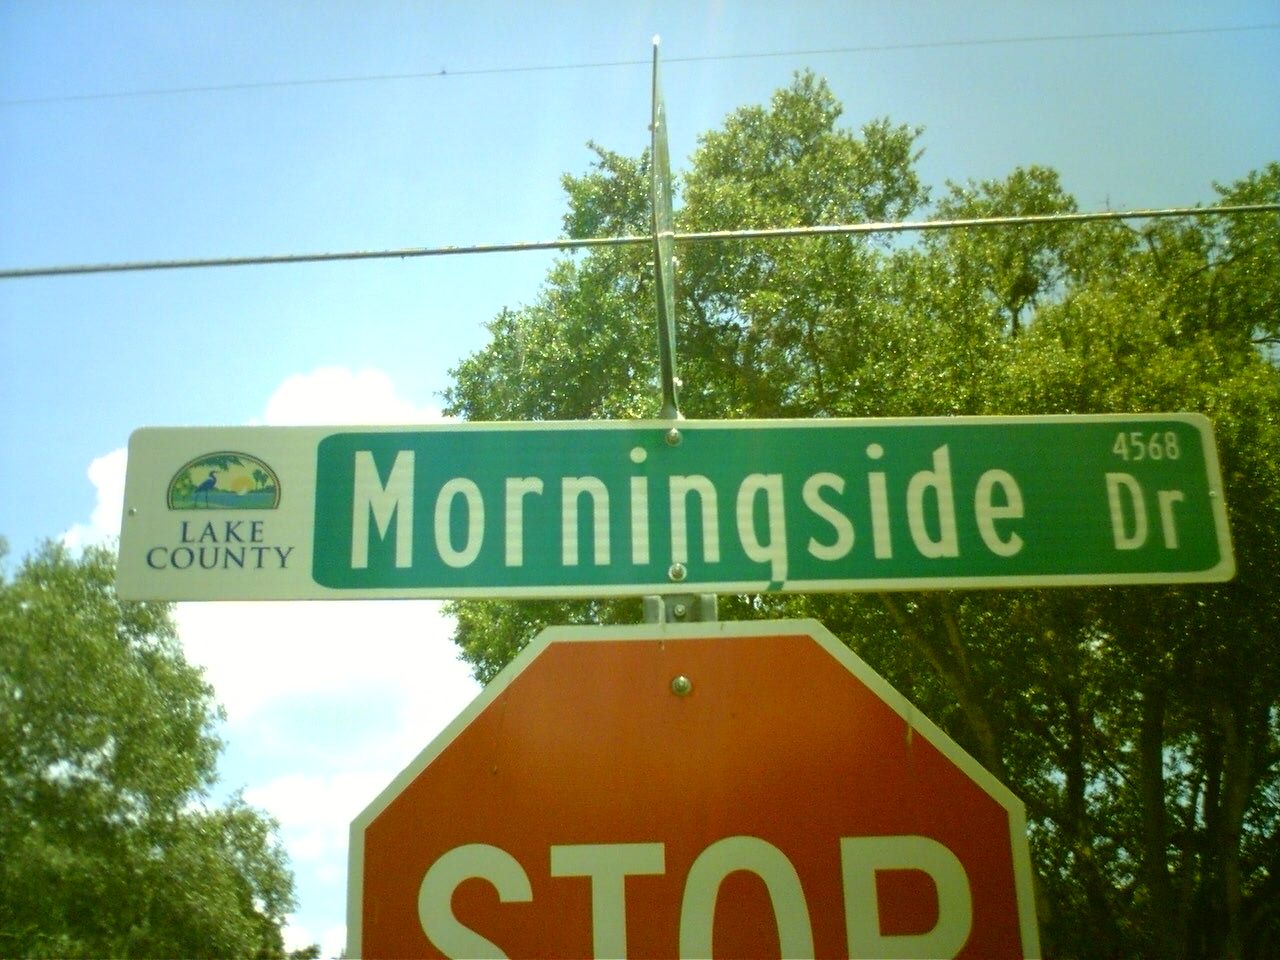 LAKE
COUNTY
Morningside Dr
4568
STOP